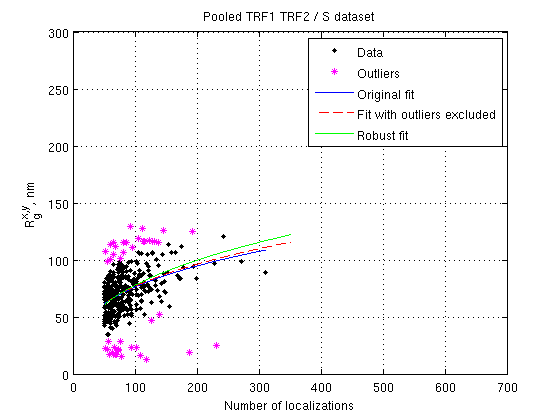 Pooled TRF1 TRF2 / S dataset
300
250
200
150
100
50
0
R_g^{x,y}, nm
Data
Outliers
Original fit
Fit with outliers excluded
Robust fit
0 100 200 300 400 500 600 700
Number of localizations